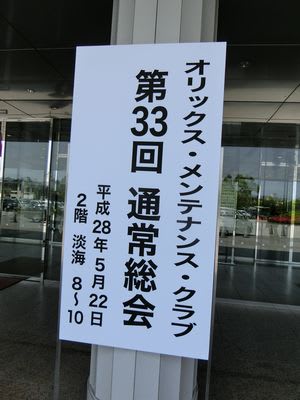 オリックス・メンテナンス・クラブ
第33回 通常総会
平成28年5月22日
2階 淡海 8～10